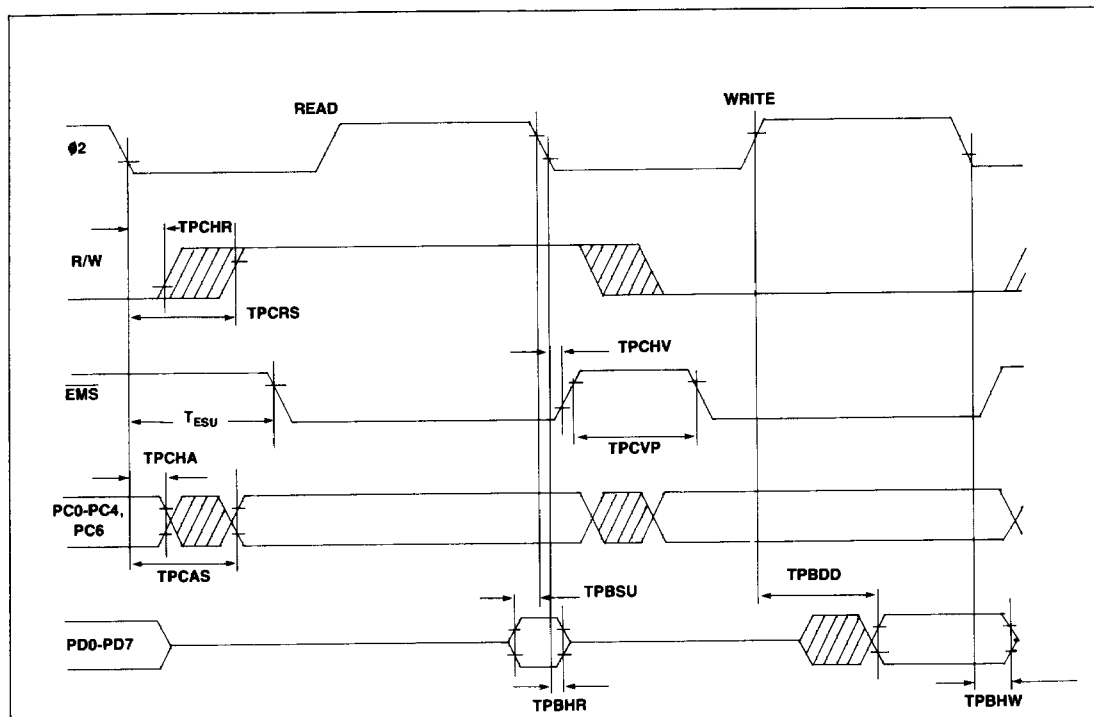 READ
WRITE
φ2
TPCHR
R/W
TPCRS
TPCHV
EMS
TESU
TPCVP
TPCHA
PC0-PC4,
PC6
TPCAS
TPBSU
TPBDD
PD0-PD7
TPBHR
TPBHW